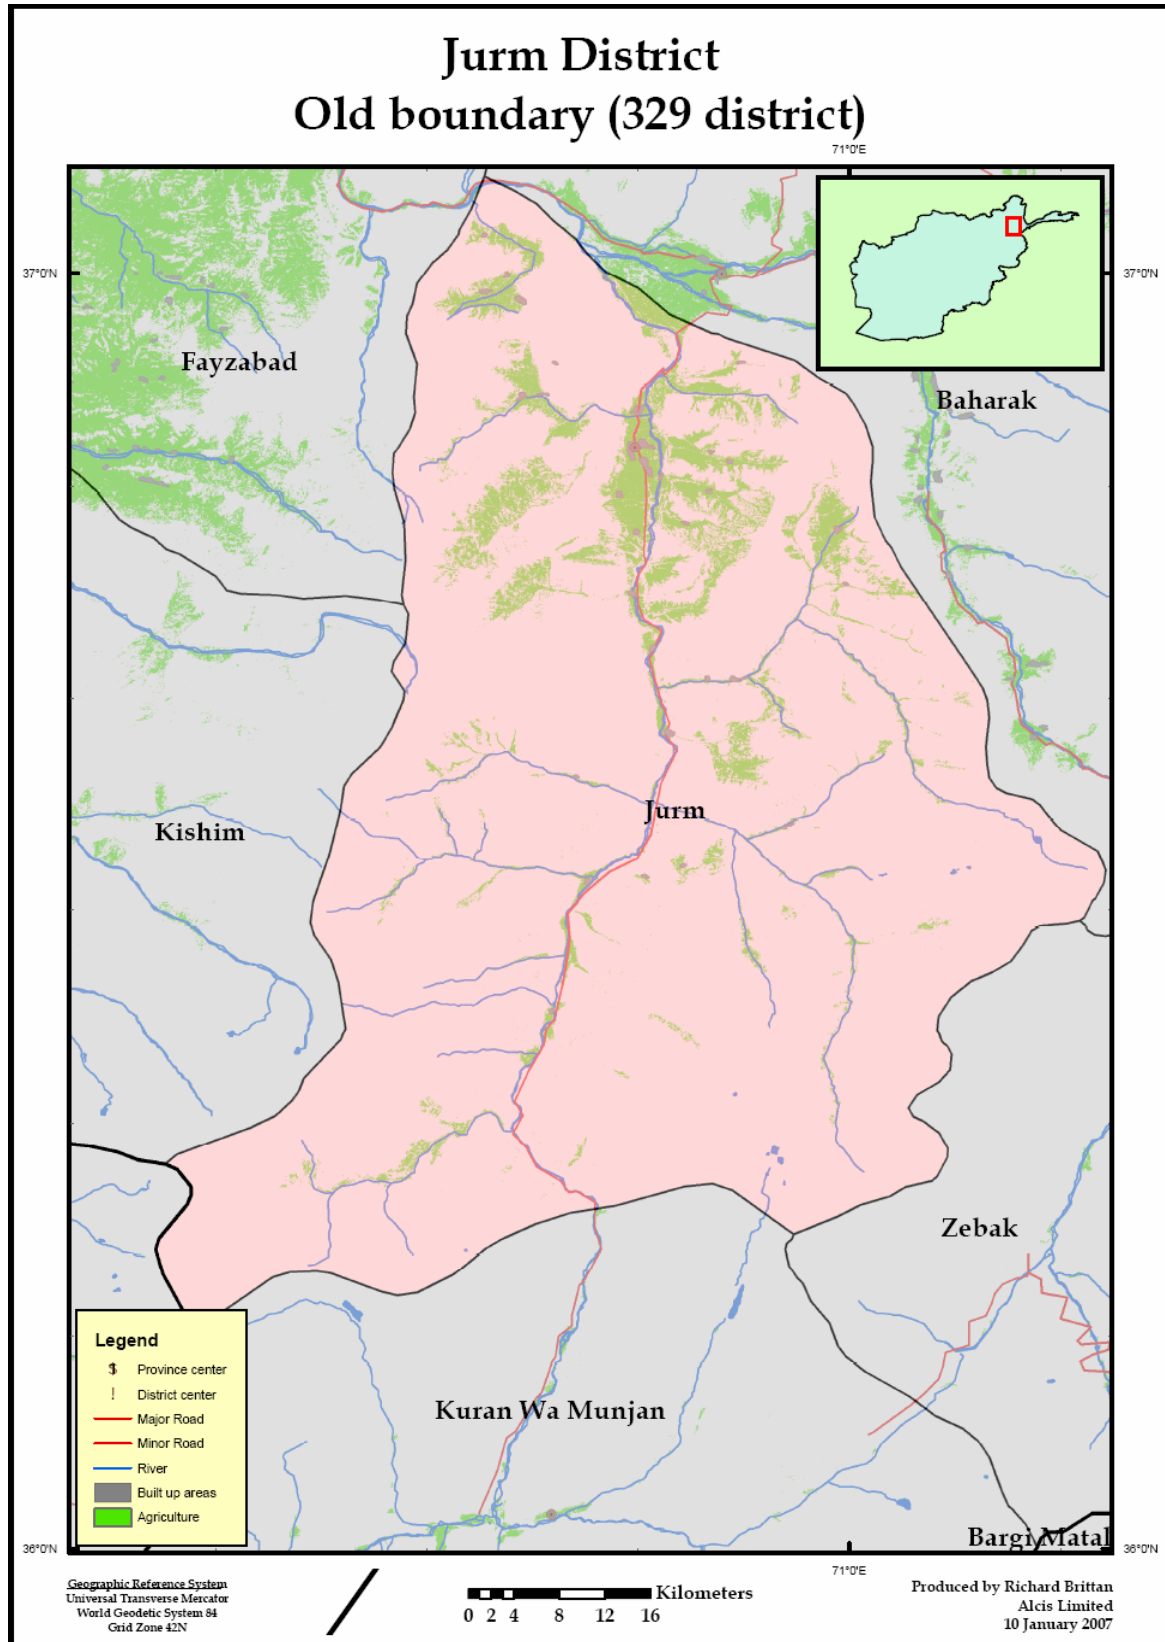 Jurm District
Old boundary (329 district)
71°0'E
37°0'N
37°0'N
Fayzabad
Baharak
Jurm
Kishim
Zebak
Kuran Wa Munjan
Bargi Matal
Legend
$ Province center
! District center
Major Road
Minor Road
River
Built up areas
Agriculture
36°0'N
36°0'N
71°0'E
Geographic Reference System
Universal Transverse Mercator
World Geodetic System 84
Grid Zone 42N
Kilometers
0 2 4 8 12 16
Produced by Richard Brittan
Alcis Limited
10 January 2007